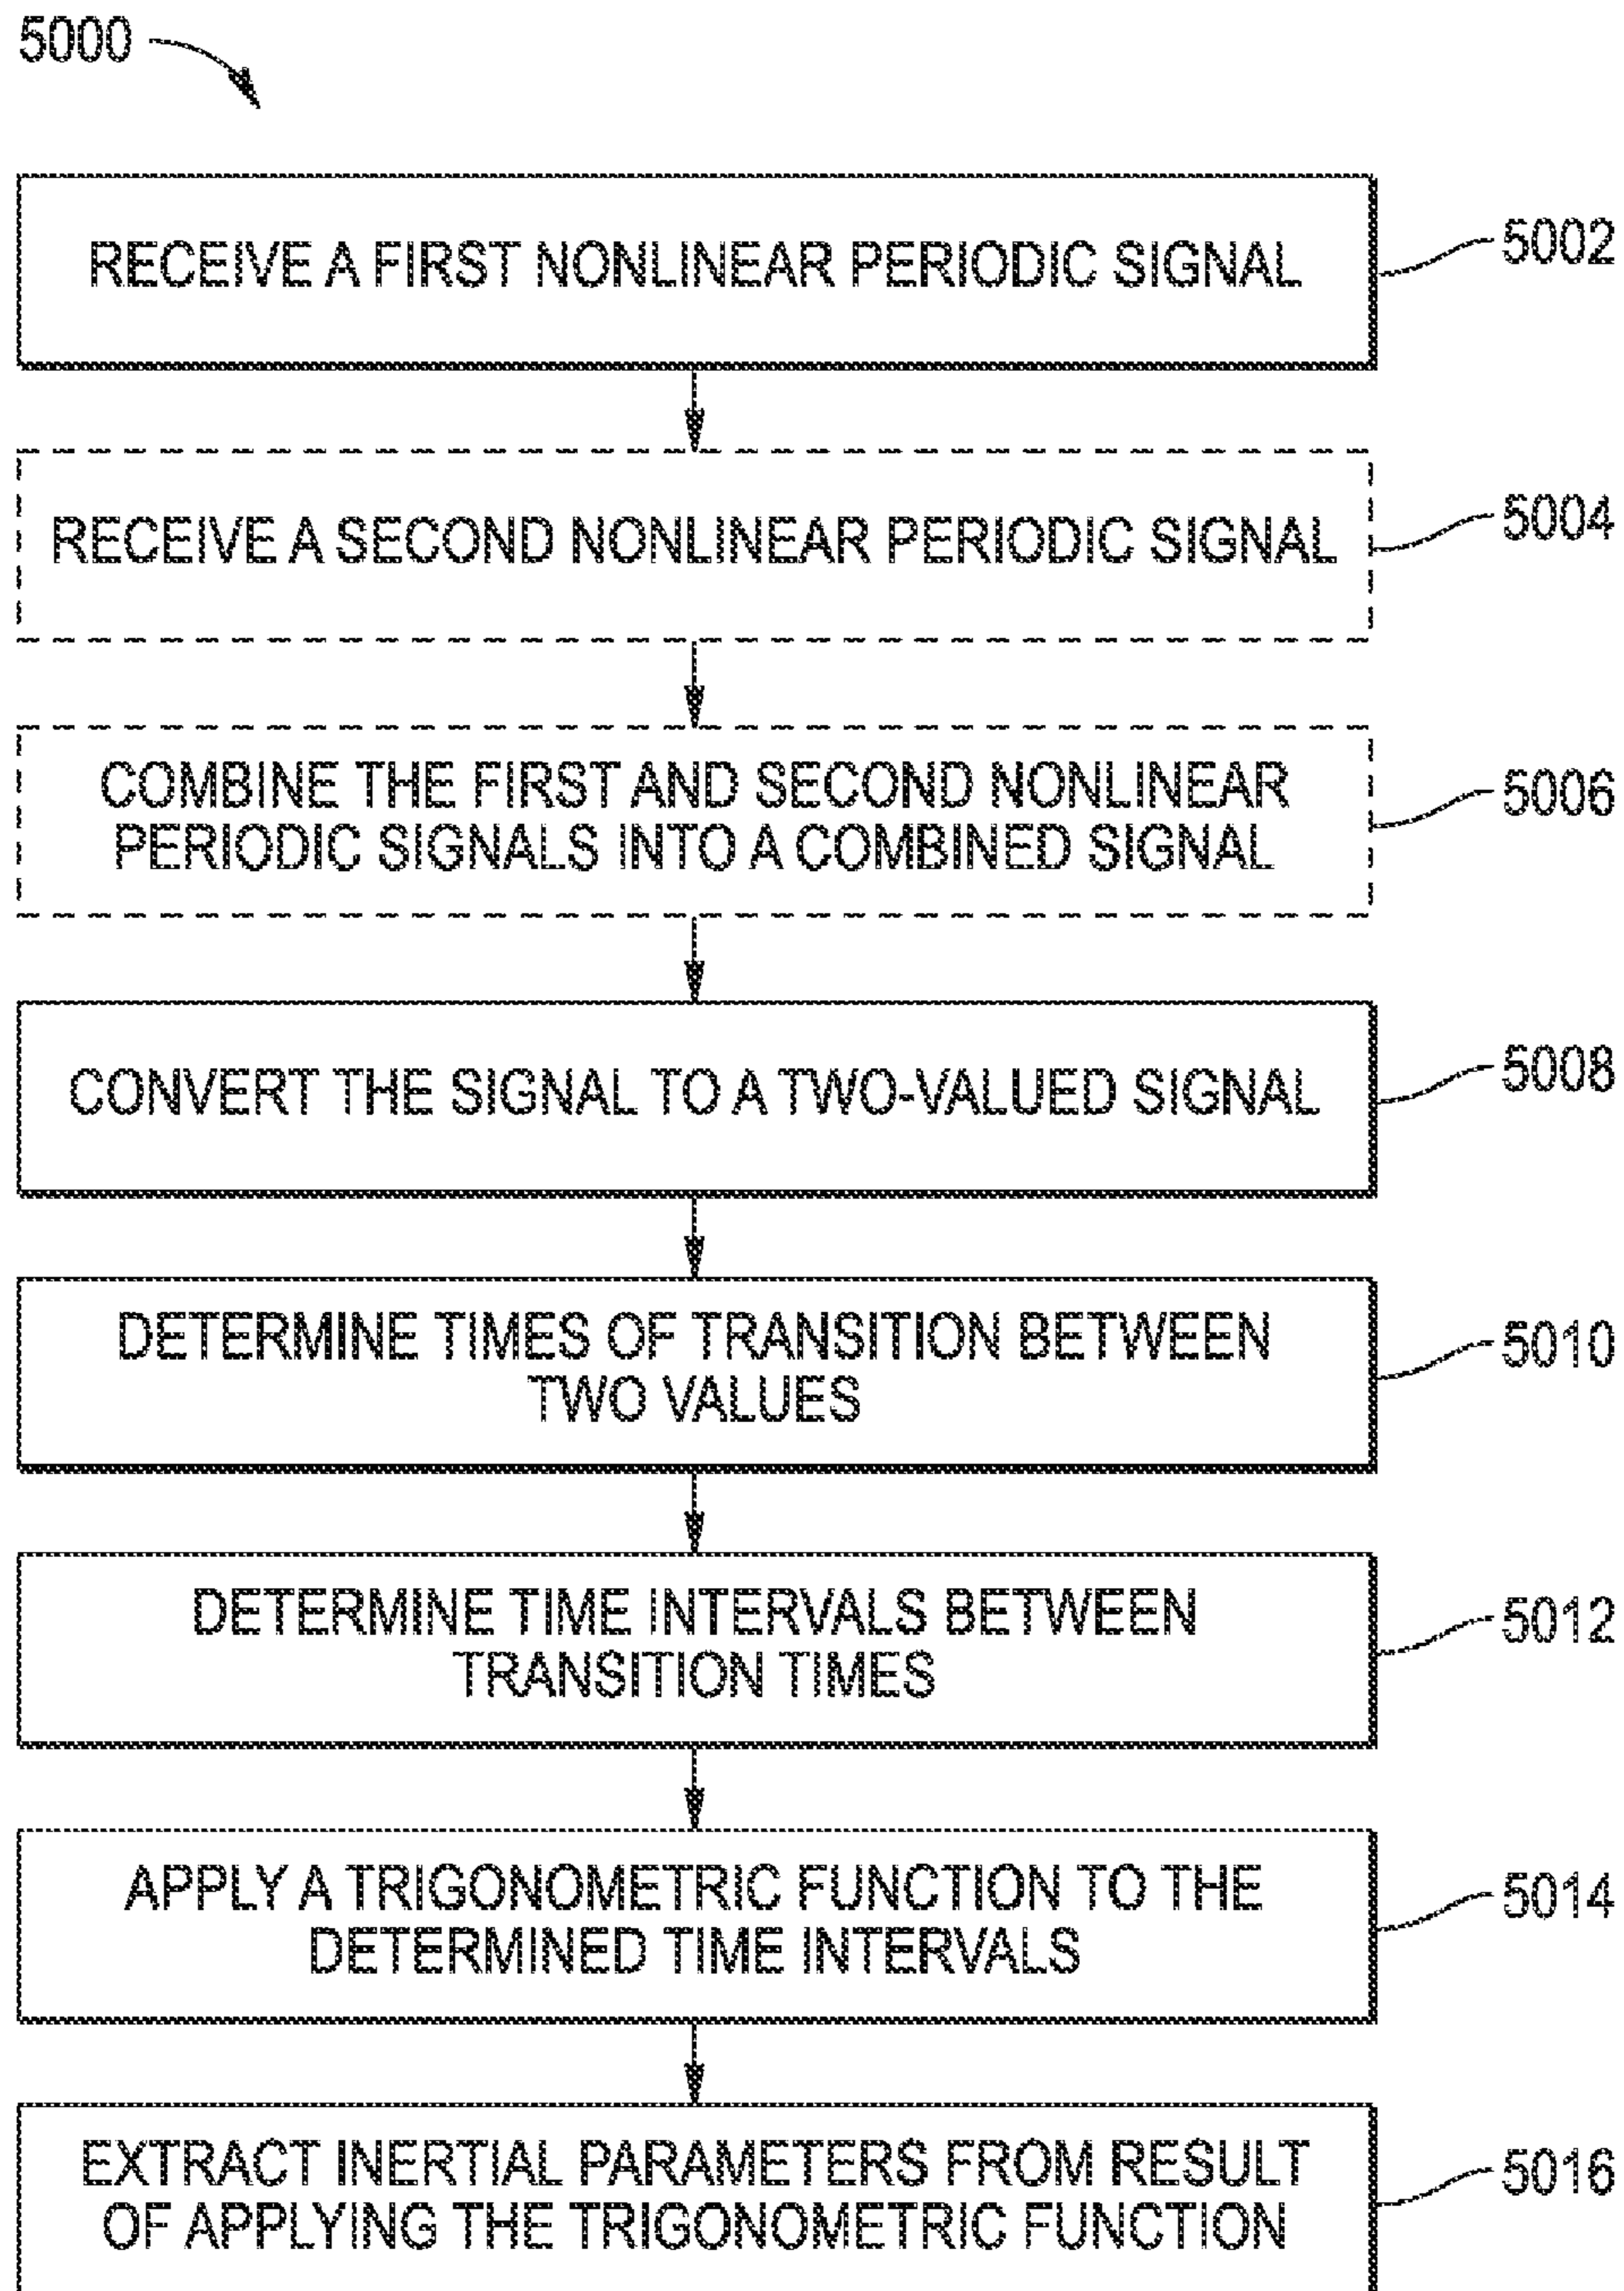 5000
RECEIVE A FIRST NONLINEAR PERIODIC SIGNAL
5002
RECEIVE A SECOND NONLINEAR PERIODIC SIGNAL
5004
COMBINE THE FIRST AND SECOND NONLINEAR
PERIODIC SIGNALS INTO A COMBINED SIGNAL
5006
CONVERT THE SIGNAL TO A TWO-VALUED SIGNAL
5008
DETERMINE TIMES OF TRANSITION BETWEEN
TWO VALUES
5010
DETERMINE TIME INTERVALS BETWEEN
TRANSITION TIMES
5012
APPLY A TRIGONOMETRIC FUNCTION TO THE
DETERMINED TIME INTERVALS
5014
EXTRACT INERTIAL PARAMETERS FROM RESULT
OF APPLYING THE TRIGONOMETRIC FUNCTION
5016